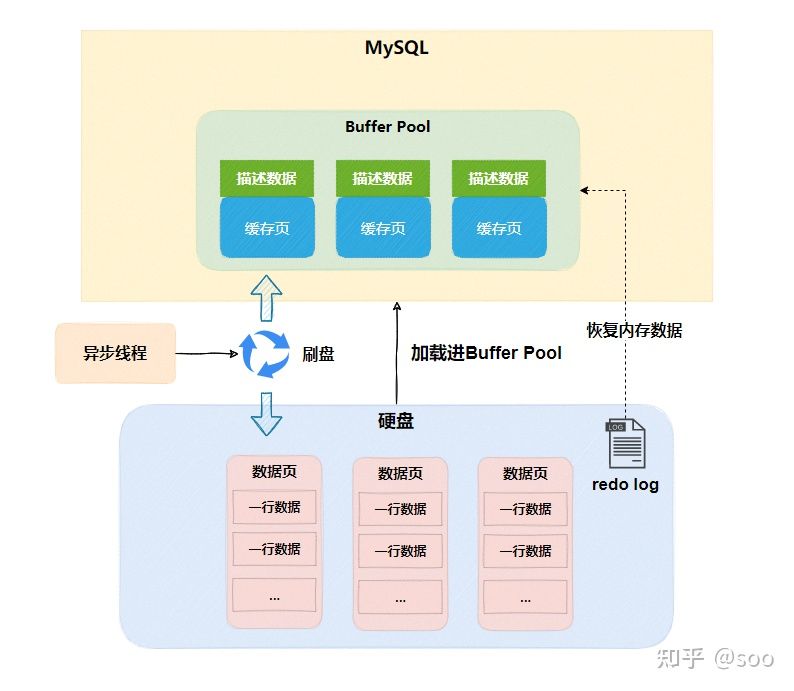 MySQL
Buffer Pool
描述数据
描述数据
描述数据
缓存页
缓存页
缓存页
恢复内存数据
异步线程
刷盘
加载进Buffer Pool
硬盘
LOG
redo log
数据页
数据页
数据页
一行数据
一行数据
一行数据
一行数据
一行数据
一行数据
...
...
...
知乎 @soo